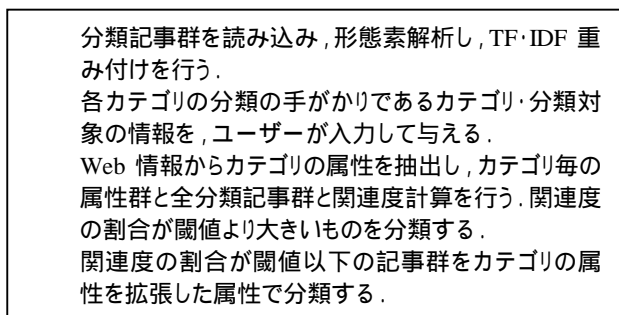 分類記事群を読み込み,形態素解析し,TF･IDF 重
み付けを行う.
各カテゴリの分類の手がかりであるカテゴリ･分類対
象の情報を,ユーザーが入力して与える.
Web 情報からカテゴリの属性を抽出し,カテゴリ毎の
属性群と全分類記事群と関連度計算を行う.関連度
の割合が閾値より大きいものを分類する.
関連度の割合が閾値以下の記事群をカテゴリの属
性を拡張した属性で分類する.